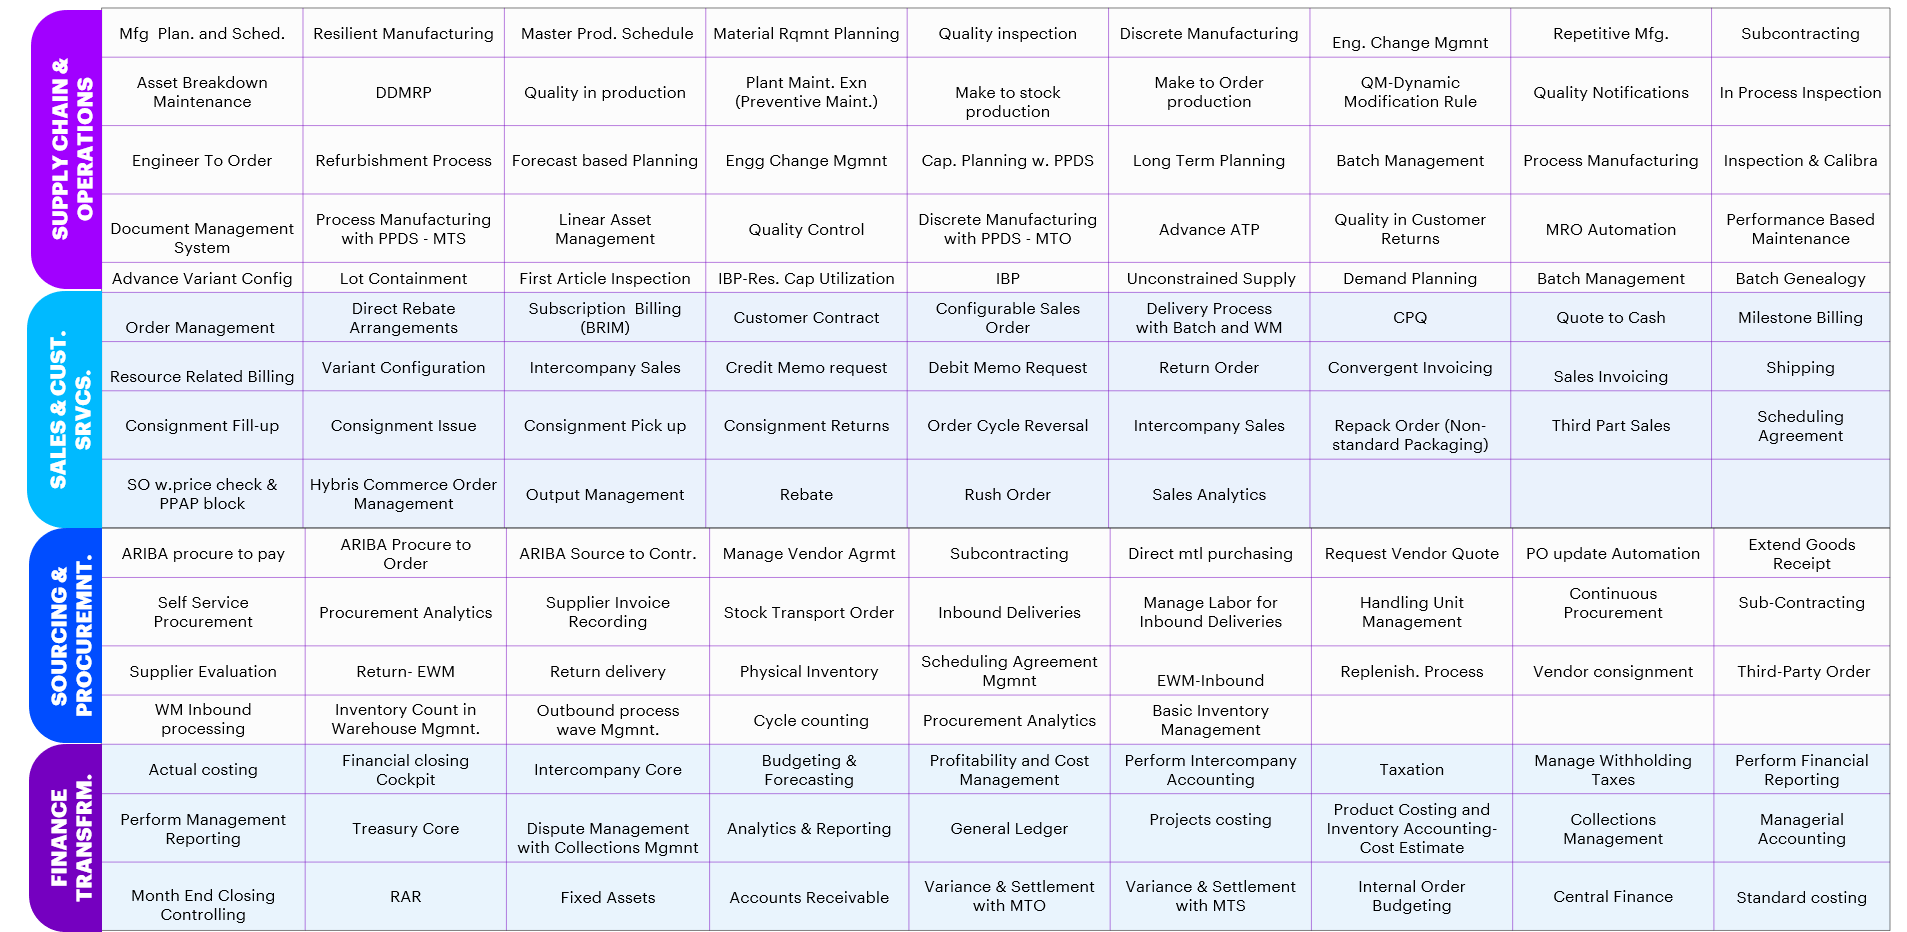 SUPPLY CHAIN &
OPERATIONS
Mfg Plan. and Sched.
Resilient Manufacturing
Master Prod. Schedule
Material Rqmnt Planning
Quality inspection
Discrete Manufacturing
Eng. Change Mgmnt
Repetitive Mfg.
Subcontracting
Asset Breakdown
Maintenance
DDMRP
Quality in production
Plant Maint. Exn
(Preventive Maint.)
Make to stock
production
Make to Order
production
QM-Dynamic
Modification Rule
Quality Notifications
In Process Inspection
Engineer To Order
Refurbishment Process
Forecast based Planning
Engg Change Mgmnt
Cap. Planning w. PPDS
Long Term Planning
Batch Management
Process Manufacturing
Inspection & Calibra
Document Management
System
Process Manufacturing
with PPDS - MTS
Linear Asset
Management
Quality Control
Discrete Manufacturing
with PPDS - MTO
Advance ATP
Quality in Customer
Returns
MRO Automation
Performance Based
Maintenance
Advance Variant Config
Lot Containment
First Article Inspection
IBP-Res. Cap Utilization
IBP
Unconstrained Supply
Demand Planning
Batch Management
Batch Genealogy
SALES & CUST.
SRVCS.
Order Management
Direct Rebate
Arrangements
Subscription Billing
(BRIM)
Customer Contract
Configurable Sales
Order
Delivery Process
with Batch and WM
CPQ
Quote to Cash
Milestone Billing
Resource Related Billing
Variant Configuration
Intercompany Sales
Credit Memo request
Debit Memo Request
Return Order
Convergent Invoicing
Sales Invoicing
Shipping
Consignment Fill-up
Consignment Issue
Consignment Pick up
Consignment Returns
Order Cycle Reversal
Intercompany Sales
Repack Order (Non-
standard Packaging)
Third Part Sales
Scheduling
Agreement
SO w.price check &
PPAP block
Hybris Commerce Order
Management
Output Management
Rebate
Rush Order
Sales Analytics
SOURCING &
PROCUREMNT.
ARIBA procure to pay
ARIBA Procure to
Order
ARIBA Source to Contr.
Manage Vendor Agrmt
Subcontracting
Direct mtl purchasing
Request Vendor Quote
PO update Automation
Extend Goods
Receipt
Self Service
Procurement
Procurement Analytics
Supplier Invoice
Recording
Stock Transport Order
Inbound Deliveries
Manage Labor for
Inbound Deliveries
Handling Unit
Management
Continuous
Procurement
Sub-Contracting
Supplier Evaluation
Return- EWM
Return delivery
Physical Inventory
Scheduling Agreement
Mgmnt
EWM-Inbound
Replenish. Process
Vendor consignment
Third-Party Order
WM Inbound
processing
Inventory Count in
Warehouse Mgmnt.
Outbound process
wave Mgmnt.
Cycle counting
Procurement Analytics
Basic Inventory
Management
FINANCE
TRANSFRM.
Actual costing
Financial closing
Cockpit
Intercompany Core
Budgeting &
Forecasting
Profitability and Cost
Management
Perform Intercompany
Accounting
Taxation
Manage Withholding
Taxes
Perform Financial
Reporting
Perform Management
Reporting
Treasury Core
Dispute Management
with Collections Mgmnt
Analytics & Reporting
General Ledger
Projects costing
Product Costing and
Inventory Accounting-
Cost Estimate
Collections
Management
Managerial
Accounting
Month End Closing
Controlling
RAR
Fixed Assets
Accounts Receivable
Variance & Settlement
with MTO
Variance & Settlement
with MTS
Internal Order
Budgeting
Central Finance
Standard costing